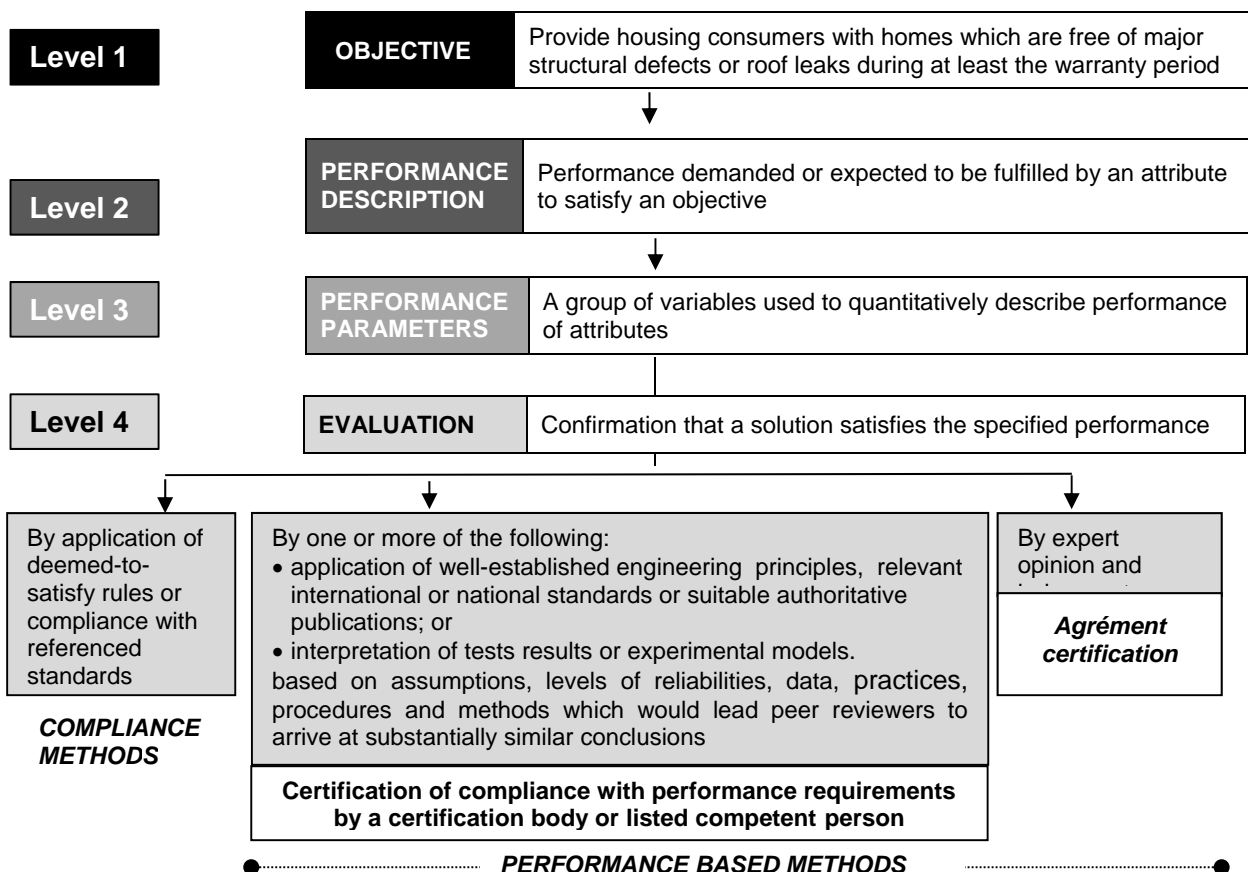 Level 1
OBJECTIVE
Provide housing consumers with homes which are free of major
structural defects or roof leaks during at least the warranty period
Level 2
PERFORMANCE
DESCRIPTION
Performance demanded or expected to be fulfilled by an attribute
to satisfy an objective
Level 3
PERFORMANCE
PARAMETERS
A group of variables used to quantitatively describe performance
of attributes
Level 4
EVALUATION
Confirmation that a solution satisfies the specified performance
By application of
deemed-to-
satisfy rules or
compliance with
referenced
standards
COMPLIANCE
METHODS
By one or more of the following:
• application of well-established engineering principles, relevant
international or national standards or suitable authoritative
publications; or
• interpretation of tests results or experimental models.
based on assumptions, levels of reliabilities, data, practices,
procedures and methods which would lead peer reviewers to
arrive at substantially similar conclusions
Certification of compliance with performance requirements
by a certification body or listed competent person
By expert
opinion and
Agrément
certification
PERFORMANCE BASED METHODS